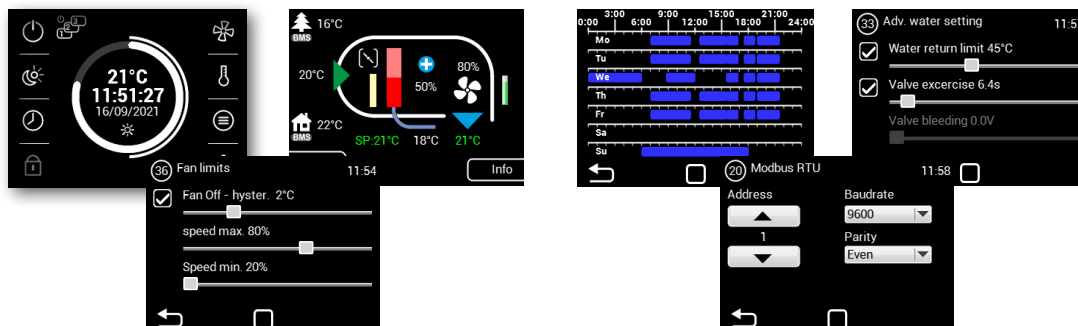 1 2 3
21°C
11:51:27
16/09/2021
16°C
BMS
20°C
80%
50%
22°C
BMS
SP:21°C 18°C 21°C
Info
36 Fan limits 11:54
Fan Off - hyster. 2°C
speed max. 80%
Speed min. 20%
3:00 9:00 15:00 21:00
0:00 6:00 12:00 18:00 24:00
Mo
Tu
We
Th
Fr
Sa
Su
33 Adv. water setting
Water return limit 45°C
Valve excercise 6.4s
Valve bleeding 0.0V
20 Modbus RTU 11:58
Address Baudrate
9600
1 Parity
Even